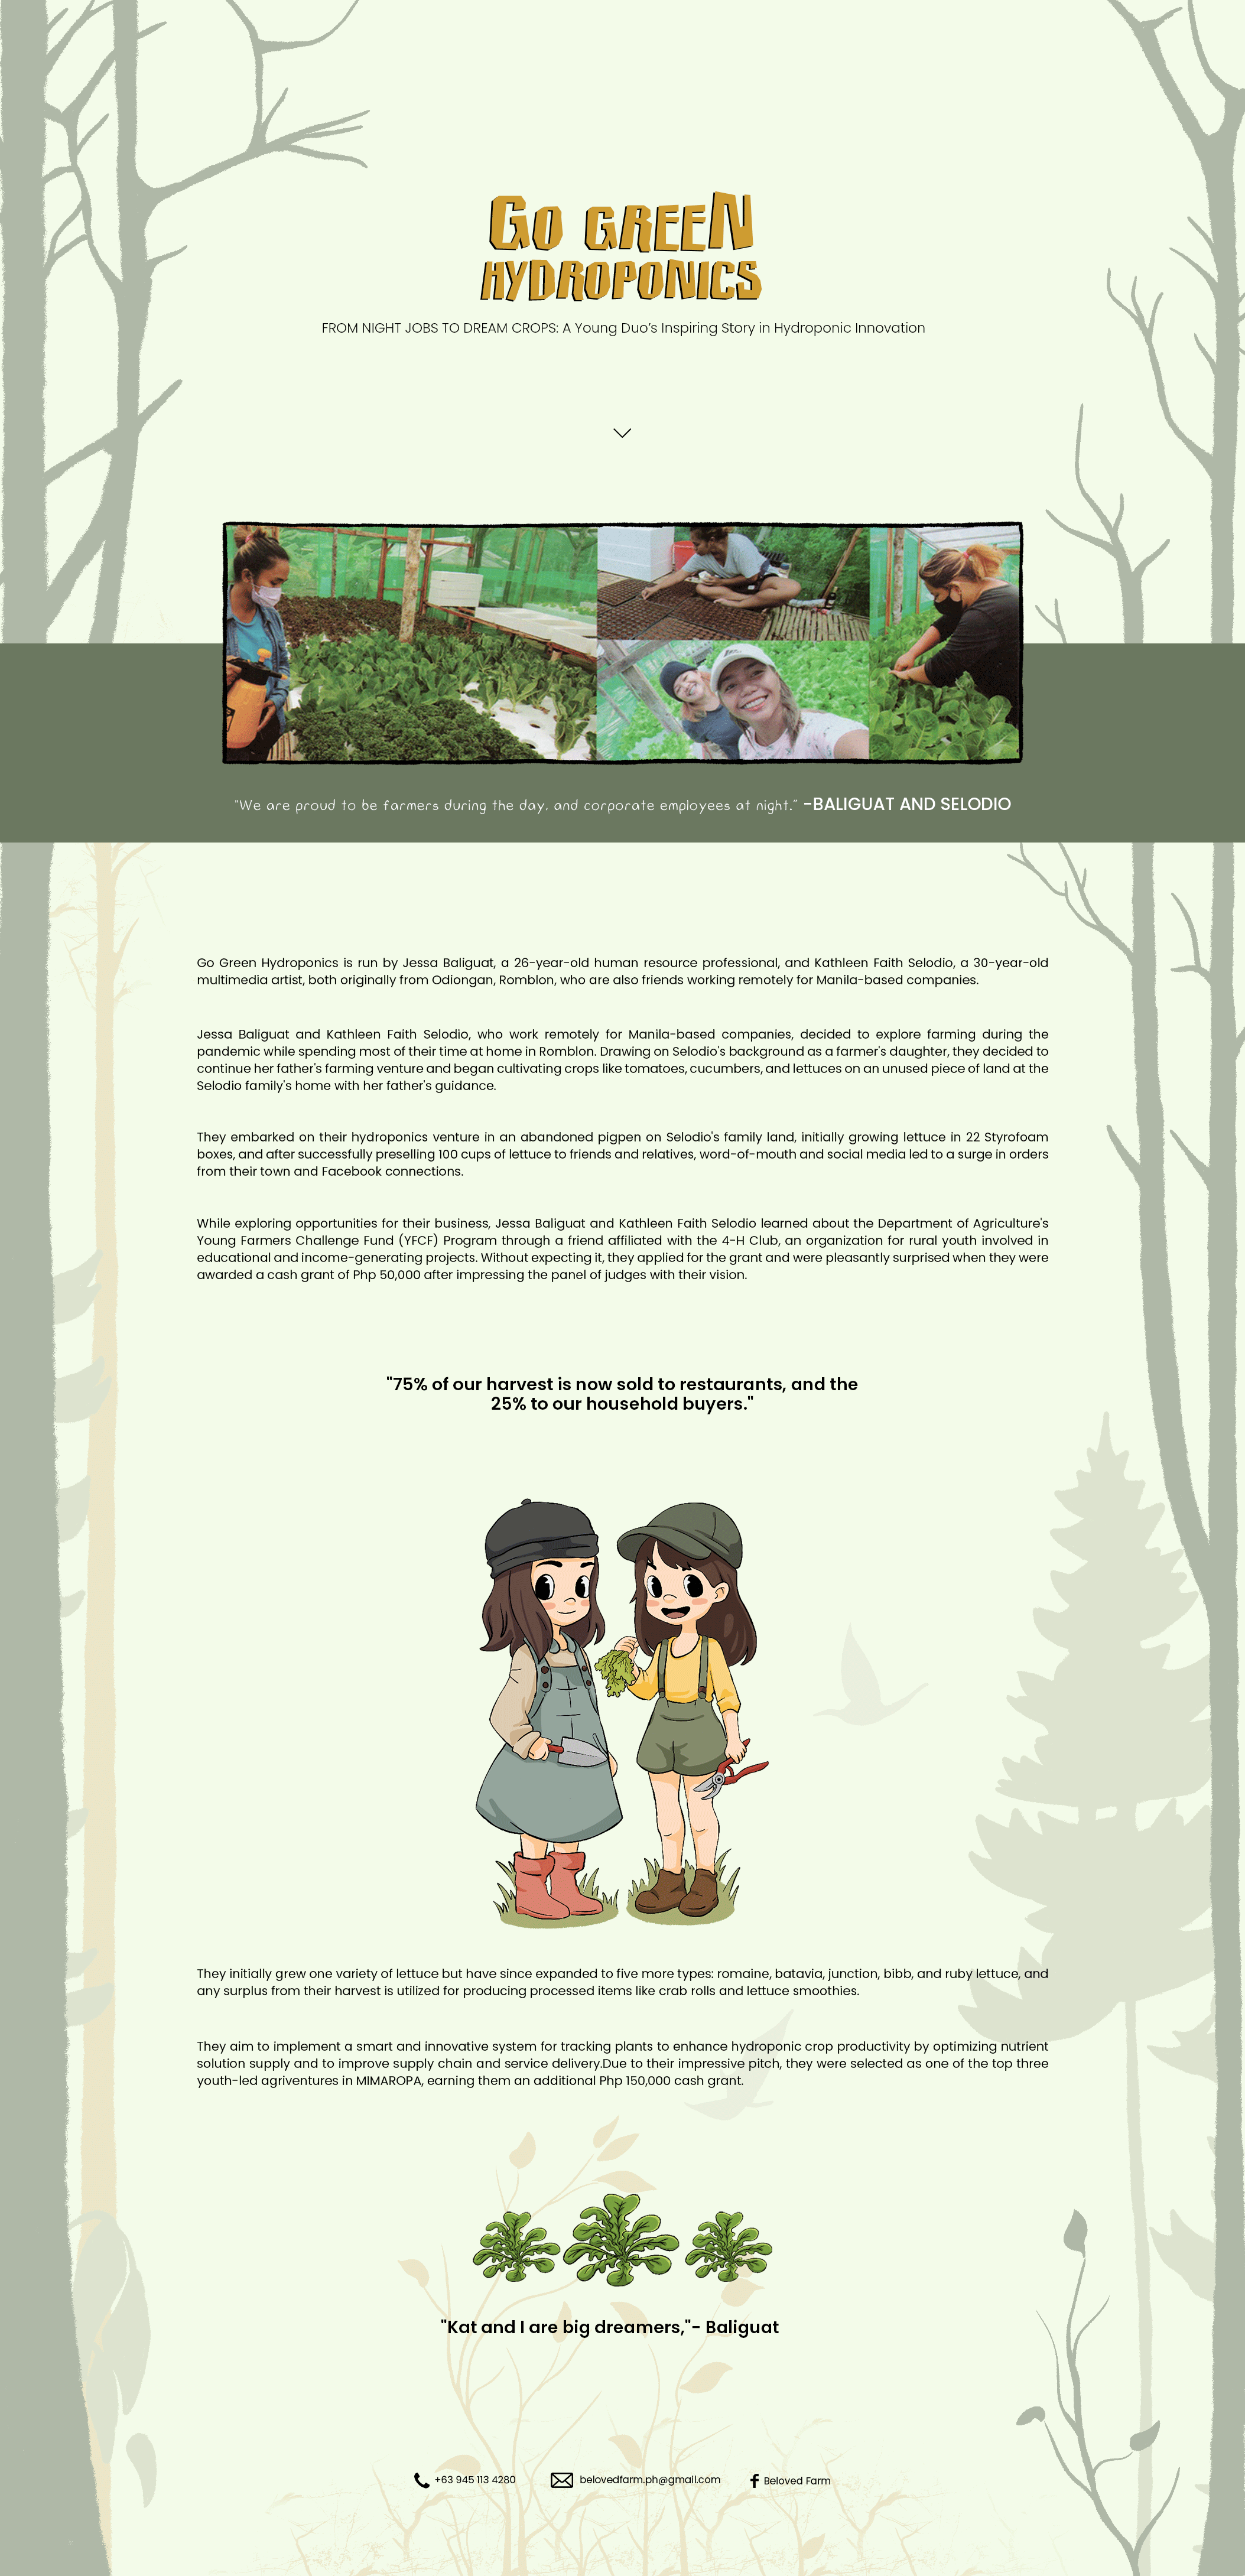 GO GREEN
HYDROPONICS
FROM NIGHT JOBS TO DREAM CROPS: A Young Duo’s Inspiring Story in Hydroponic Innovation
"We are proud to be farmers during the day, and corporate employees at night." -BALIGUAT AND SELODIO
Go Green Hydroponics is run by Jessa Baliguat, a 26-year-old human resource professional, and Kathleen Faith Selodio, a 30-year-old
multimedia artist, both originally from Odiongan, Romblon, who are also friends working remotely for Manila-based companies.
Jessa Baliguat and Kathleen Faith Selodio, who work remotely for Manila-based companies, decided to explore farming during the
pandemic while spending most of their time at home in Romblon. Drawing on Selodio's background as a farmer's daughter, they decided to
continue her father's farming venture and began cultivating crops like tomatoes, cucumbers, and lettuces on an unused piece of land at the
Selodio family's home with her father's guidance.
They embarked on their hydroponics venture in an abandoned pigpen on Selodio's family land, initially growing lettuce in 22 Styrofoam
boxes, and after successfully preselling 100 cups of lettuce to friends and relatives, word-of-mouth and social media led to a surge in orders
from their town and Facebook connections.
While exploring opportunities for their business, Jessa Baliguat and Kathleen Faith Selodio learned about the Department of Agriculture's
Young Farmers Challenge Fund (YFCF) Program through a friend affiliated with the 4-H Club, an organization for rural youth involved in
educational and income-generating projects. Without expecting it, they applied for the grant and were pleasantly surprised when they were
awarded a cash grant of Php 50,000 after impressing the panel of judges with their vision.
"75% of our harvest is now sold to restaurants, and the
25% to our household buyers."
They initially grew one variety of lettuce but have since expanded to five more types: romaine, batavia, junction, bibb, and ruby lettuce, and
any surplus from their harvest is utilized for producing processed items like crab rolls and lettuce smoothies.
They aim to implement a smart and innovative system for tracking plants to enhance hydroponic crop productivity by optimizing nutrient
solution supply and to improve supply chain and service delivery.Due to their impressive pitch, they were selected as one of the top three
youth-led agriventures in MIMAROPA, earning them an additional Php 150,000 cash grant.
"Kat and I are big dreamers,"- Baliguat
+63 945 113 4280 belovedfarm.ph@gmail.com Beloved Farm